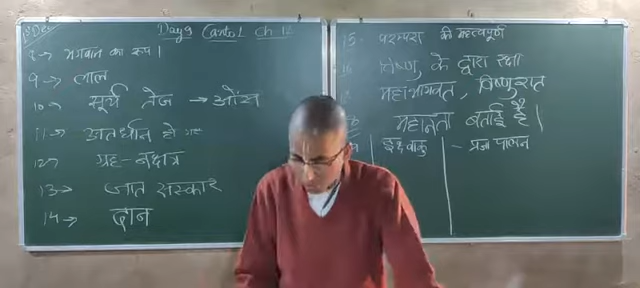 Day 9 Canto 1 Ch. 12
भगवान का रूप।
9-> लाल
10-> सूर्य तेज -> आँख
11-> अंतर्धान हो गए
12-> ग्रह - नक्षत्र
13-> जात संस्कार
14-> दान
15- परम्परा की महत्वपूर्ण
16 विष्णु के द्वारा रक्षा
महाभागवत, विष्णुरात
महानता बताई है।
इक्ष्वाकु - प्रजा पालन